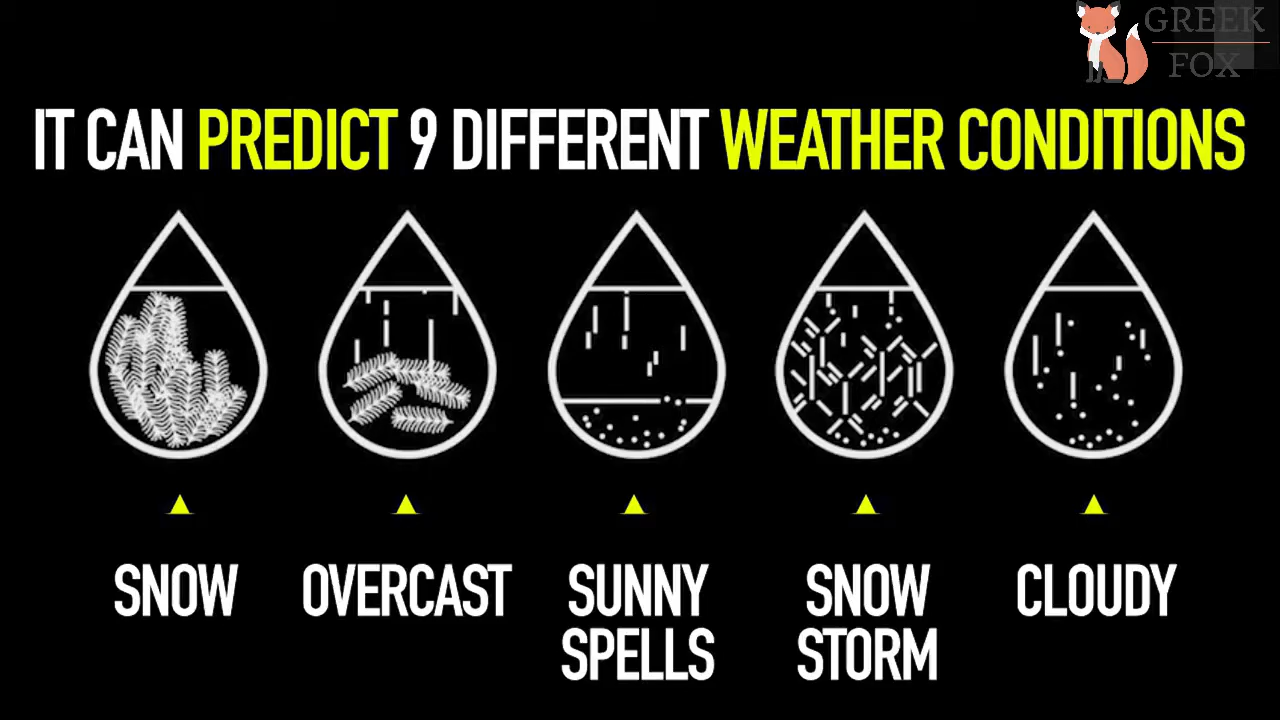 GREEK
FOX
IT CAN PREDICT 9 DIFFERENT WEATHER CONDITIONS
SNOW
OVERCAST
SUNNY
SPELLS
SNOW
STORM
CLOUDY